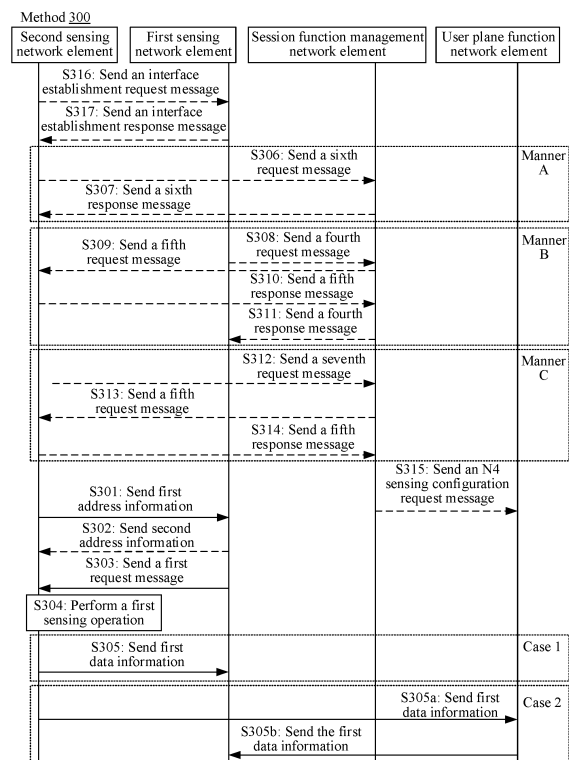 Method 300
Second sensing
network element
First sensing
network element
Session function management
network element
User plane function
network element
S316: Send an interface
establishment request message
S317: Send an interface
establishment response message
Manner
A
S306: Send a sixth
request message
S307: Send a sixth
response message
Manner
B
S308: Send a fourth
request message
S309: Send a fifth
request message
S310: Send a fifth
response message
S311: Send a fourth
response message
Manner
C
S312: Send a seventh
request message
S313: Send a fifth
request message
S314: Send a fifth
response message
S315: Send an N4
sensing configuration
request message
S301: Send first
address information
S302: Send second
address information
S303: Send a first
request message
S304: Perform a first
sensing operation
S305: Send first
data information
Case 1
S305a: Send first
data information
Case 2
S305b: Send the first
data information